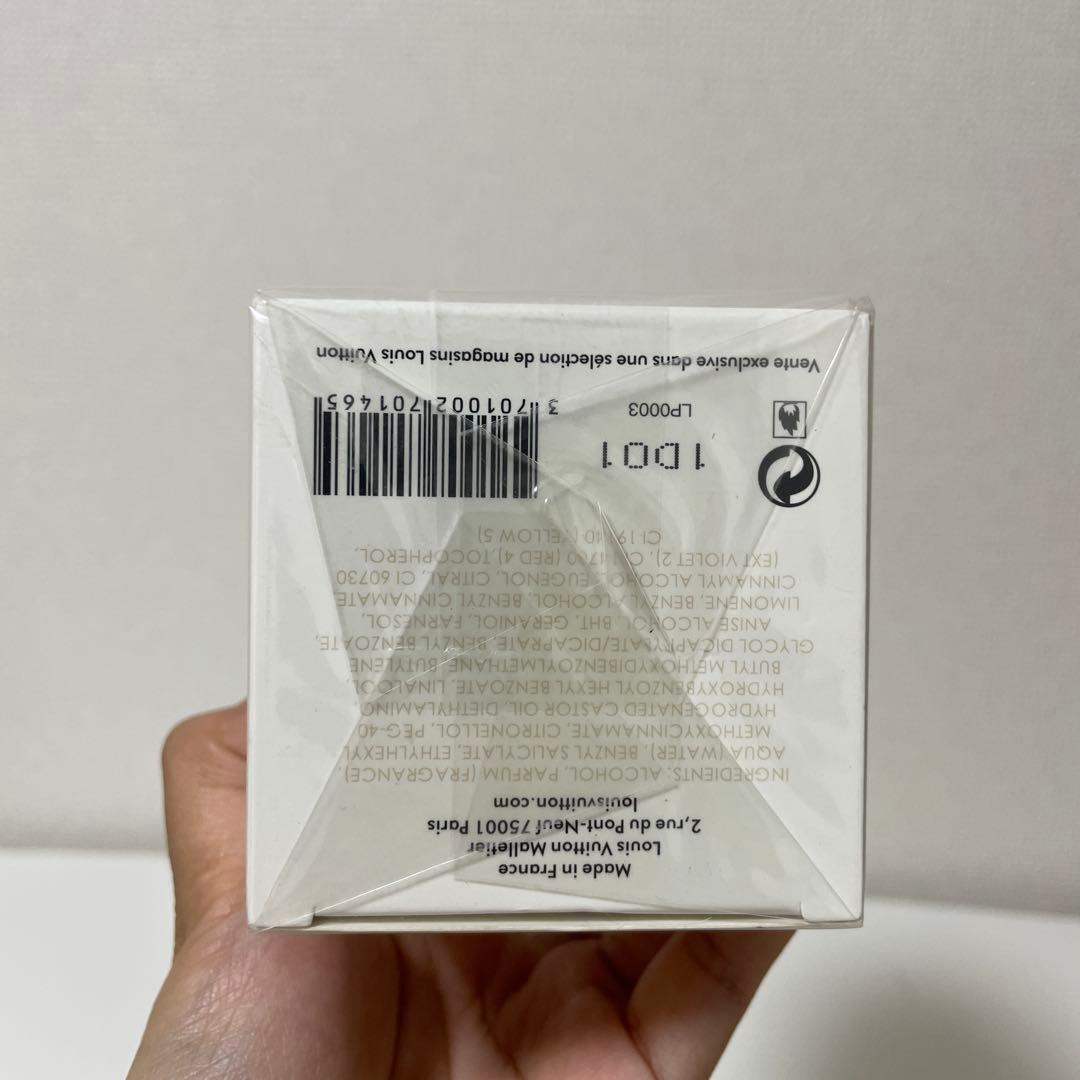 Made in France
Louis Vuitton Malletier
2, rue du Pont-Neuf 75001 Paris
louisvuitton.com
INGREDIENTS: ALCOHOL, PARFUM (FRAGRANCE),
AQUA (WATER), BENZYL SALICYLATE, ETHYLHEXYL
METHOXYCINNAMATE, CITRONELLOL, PEG-40
HYDROGENATED CASTOR OIL, DIETHYLAMINO
HYDROXYBENZOYL HEXYL BENZOATE, LINALOOL,
BUTYL METHOXYDIBENZOYLMETHANE, BUTYLENE
GLYCOL DICAPRYLATE/DICAPRATE, BENZYL BENZOATE,
ANISE ALCOHOL, BHT, GERANIOL, FARNESOL,
LIMONENE, BENZYL ALCOHOL, BENZYL CINNAMATE
CINNAMYL ALCOHOL, EUGENOL, CITRAL, CI 60730
(EXT VIOLET 2), CI 14700 (RED 4), TOCOPHEROL,
CI 19140 (YELLOW 5)
1D01
LP0003
3 701002 701465
Vente exclusive dans une sélection de magasins Louis Vuitton